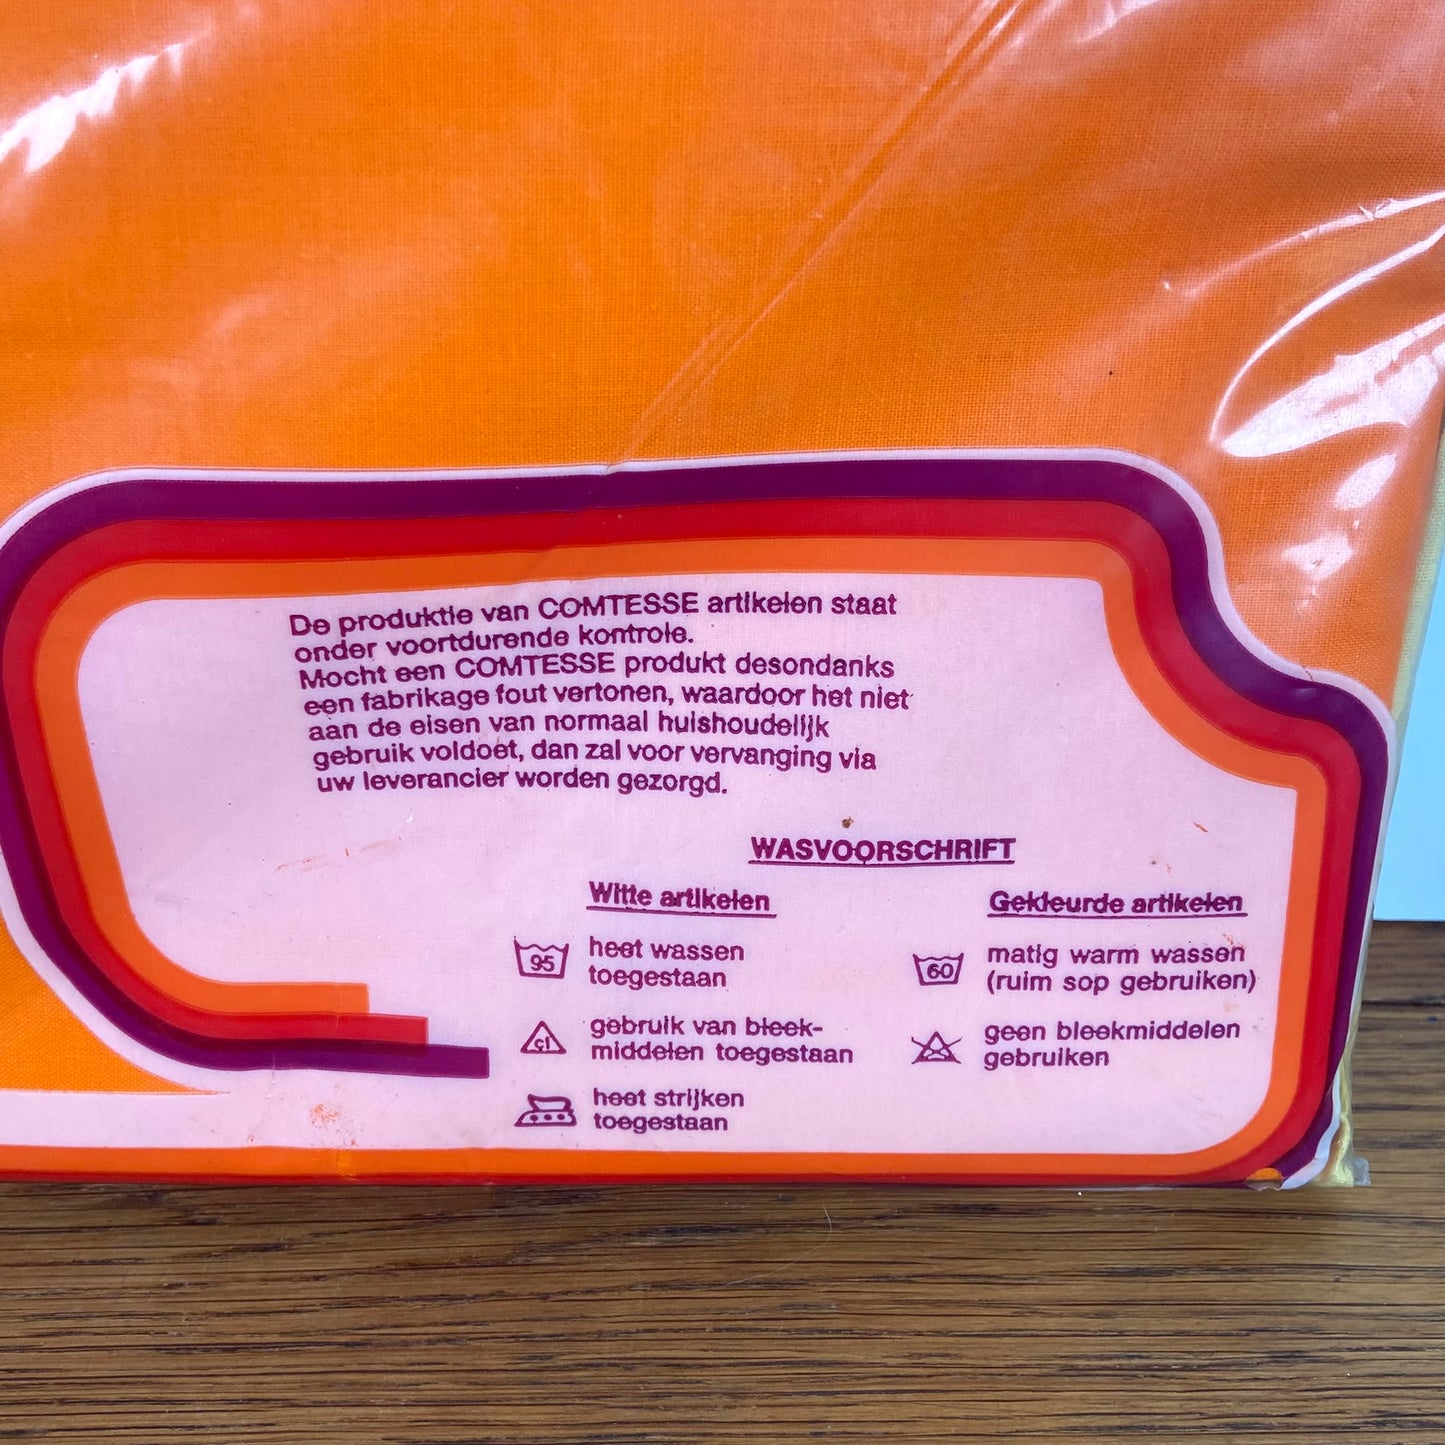 De produktie van COMTESSE artikelen staat
onder voortdurende kontrole.
Mocht een COMTESSE produkt desondanks
een fabrikage fout vertonen, waardoor het niet
aan de eisen van normaal huishoudelijk
gebruik voldoet, dan zal voor vervanging via
uw leverancier worden gezorgd.
WASVOORSCHRIFT
Witte artikelen
95 heet wassen
toegestaan
cl gebruik van bleek-
middelen toegestaan
heet strijken
toegestaan
Gekleurde artikelen
60 matig warm wassen
(ruim sop gebruiken)
geen bleekmiddelen
gebruiken